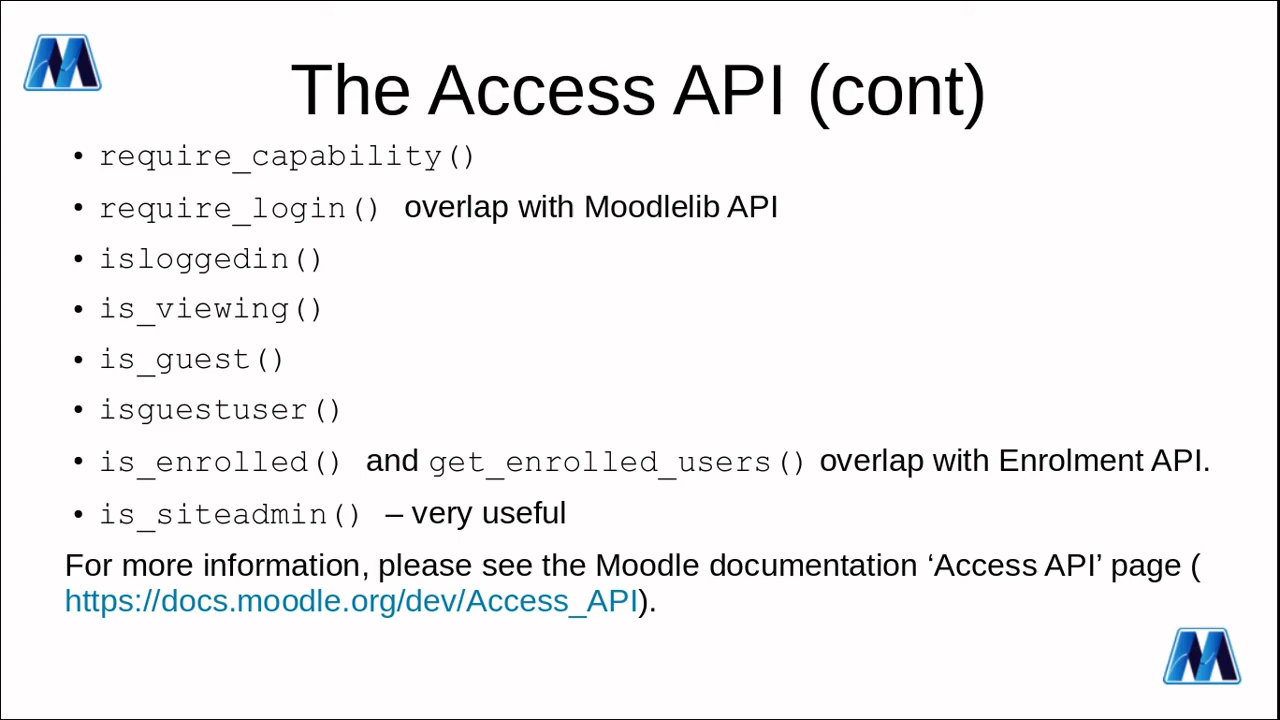 The Access API (cont)
• require_capability()
• require_login() overlap with Moodlelib API
• isloggedin()
• is_viewing()
• is_guest()
• isguestuser()
• is_enrolled() and get_enrolled_users() overlap with Enrolment API.
• is_siteadmin() – very useful
For more information, please see the Moodle documentation ‘Access API’ page (
https://docs.moodle.org/dev/Access_API).